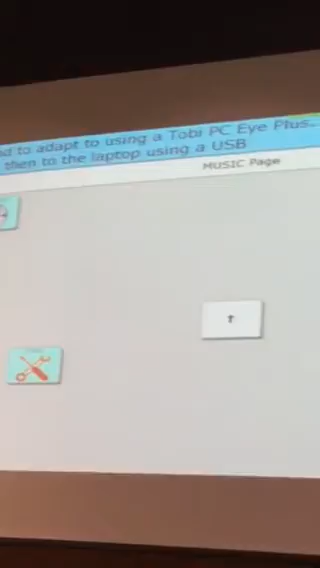 to adapt to using a Tobi PC Eye Plus.
then to the laptop using a USB
MUSIC Page